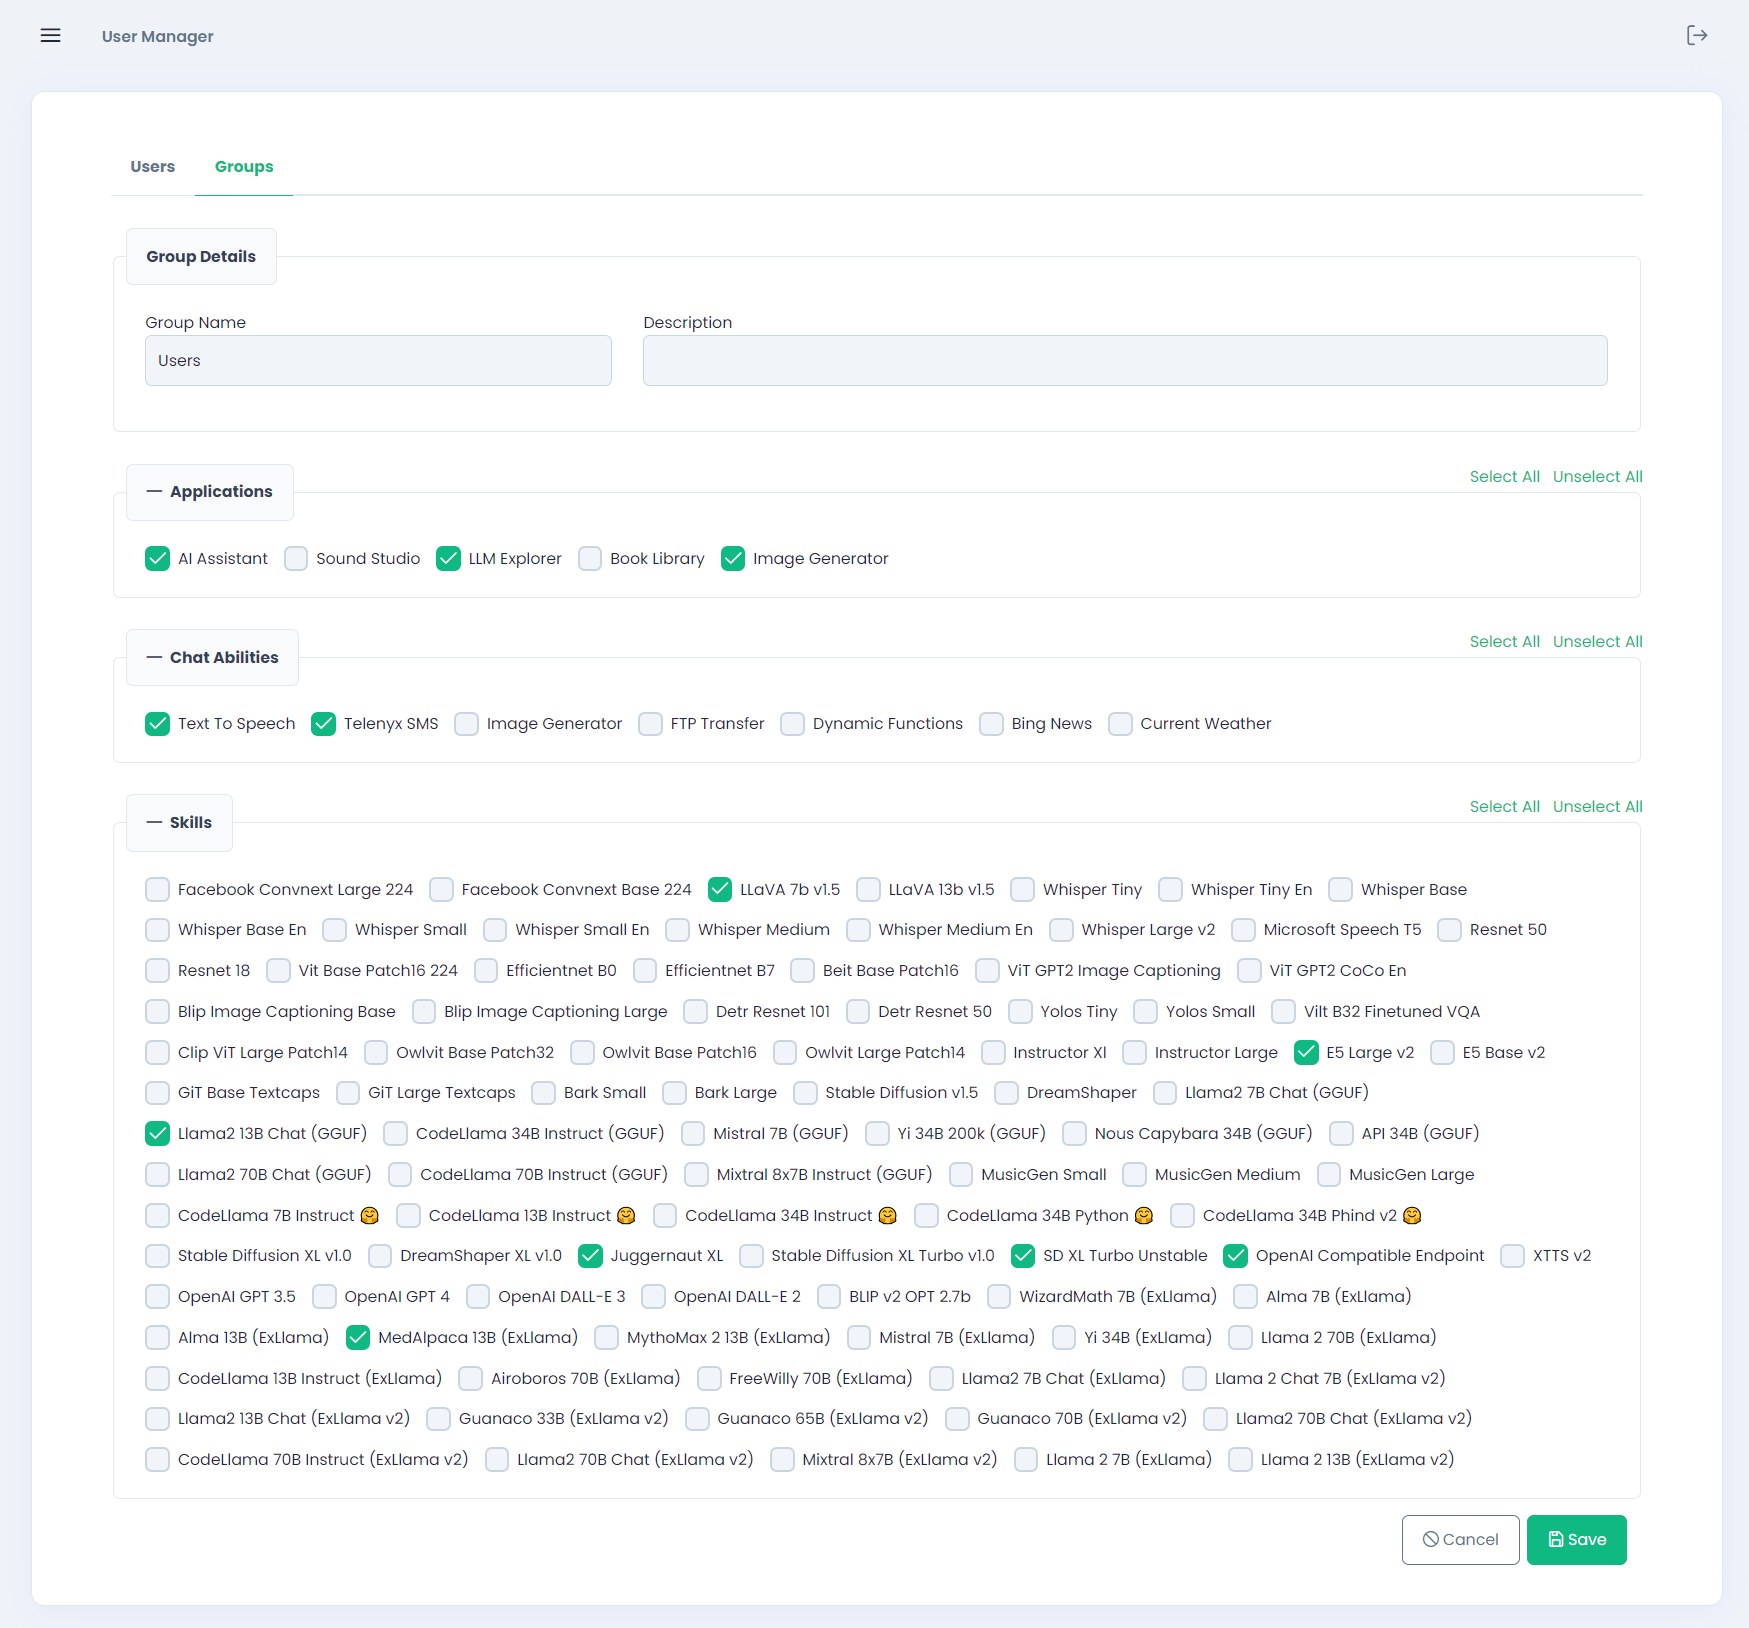 User Manager
Users Groups
Group Details
Group Name Description
Users
Select All Unselect All
Applications
AI Assistant Sound Studio LLM Explorer Book Library Image Generator
Select All Unselect All
Chat Abilities
Text To Speech Telenyx SMS Image Generator FTP Transfer Dynamic Functions Bing News Current Weather
Select All Unselect All
Skills
Facebook Convnext Large 224 Facebook Convnext Base 224 LLaVA 7b v1.5 LLaVA 13b v1.5 Whisper Tiny Whisper Tiny En Whisper Base
Whisper Base En Whisper Small Whisper Small En Whisper Medium Whisper Medium En Whisper Large v2 Microsoft Speech T5 Resnet 50
Resnet 18 Vit Base Patch16 224 Efficientnet B0 Efficientnet B7 Beit Base Patch16 ViT GPT2 Image Captioning ViT GPT2 CoCo En
Blip Image Captioning Base Blip Image Captioning Large Detr Resnet 101 Detr Resnet 50 Yolos Tiny Yolos Small Vilt B32 Finetuned VQA
Clip ViT Large Patch14 Owlvit Base Patch32 Owlvit Base Patch16 Owlvit Large Patch14 Instructor Xl Instructor Large E5 Large v2 E5 Base v2
GiT Base Textcaps GiT Large Textcaps Bark Small Bark Large Stable Diffusion v1.5 DreamShaper Llama2 7B Chat (GGUF)
Llama2 13B Chat (GGUF) CodeLlama 34B Instruct (GGUF) Mistral 7B (GGUF) Yi 34B 200k (GGUF) Nous Capybara 34B (GGUF) API 34B (GGUF)
Llama2 70B Chat (GGUF) CodeLlama 70B Instruct (GGUF) Mixtral 8x7B Instruct (GGUF) MusicGen Small MusicGen Medium MusicGen Large
CodeLlama 7B Instruct 🤗 CodeLlama 13B Instruct 🤗 CodeLlama 34B Instruct 🤗 CodeLlama 34B Python 🤗 CodeLlama 34B Phind v2 🤗
Stable Diffusion XL v1.0 DreamShaper XL v1.0 Juggernaut XL Stable Diffusion XL Turbo v1.0 SD XL Turbo Unstable OpenAI Compatible Endpoint XTTS v2
OpenAI GPT 3.5 OpenAI GPT 4 OpenAI DALL-E 3 OpenAI DALL-E 2 BLIP v2 OPT 2.7b WizardMath 7B (ExLlama) Alma 7B (ExLlama)
Alma 13B (ExLlama) MedAlpaca 13B (ExLlama) MythoMax 2 13B (ExLlama) Mistral 7B (ExLlama) Yi 34B (ExLlama) Llama 2 70B (ExLlama)
CodeLlama 13B Instruct (ExLlama) Airoboros 70B (ExLlama) FreeWilly 70B (ExLlama) Llama2 7B Chat (ExLlama) Llama 2 Chat 7B (ExLlama v2)
Llama2 13B Chat (ExLlama v2) Guanaco 33B (ExLlama v2) Guanaco 65B (ExLlama v2) Guanaco 70B (ExLlama v2) Llama2 70B Chat (ExLlama v2)
CodeLlama 70B Instruct (ExLlama v2) Llama2 70B Chat (ExLlama v2) Mixtral 8x7B (ExLlama v2) Llama 2 7B (ExLlama) Llama 2 13B (ExLlama v2)
Cancel Save